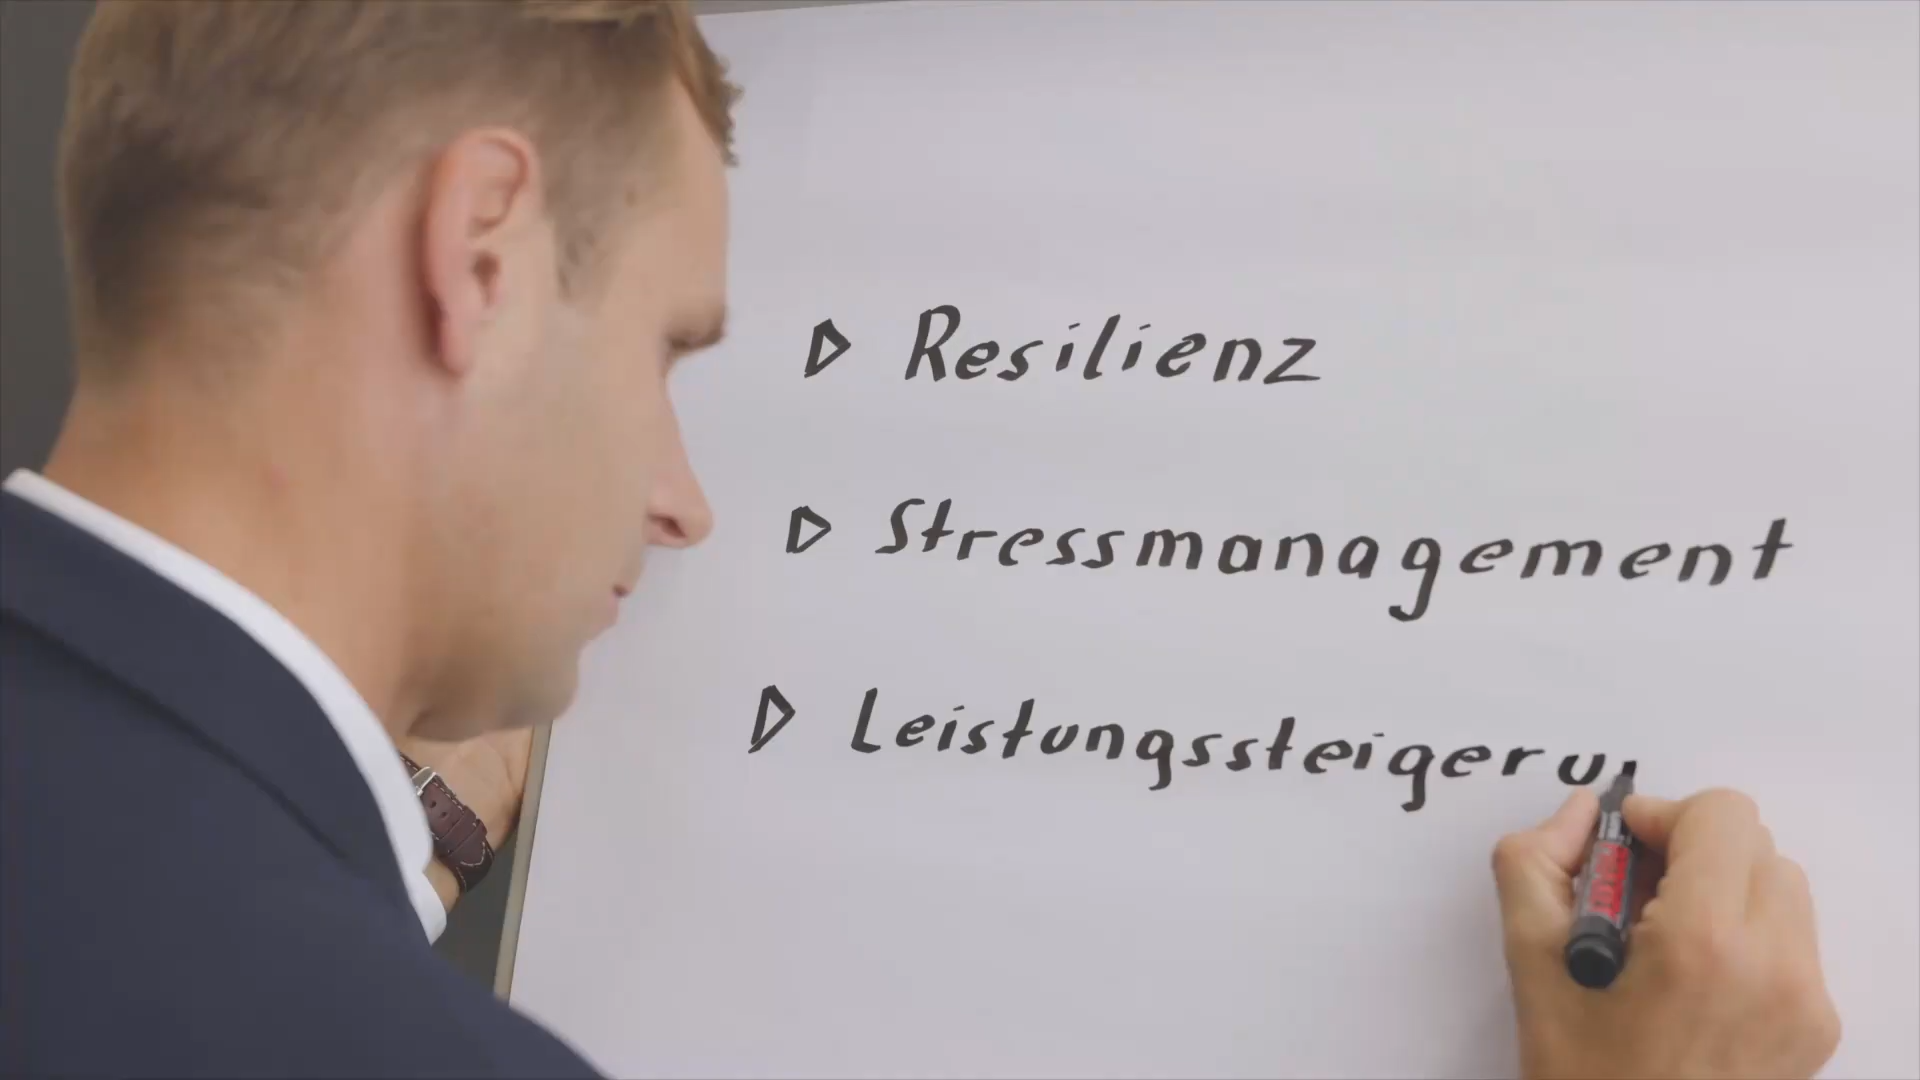 ▷ Resilienz
▷ Stressmanagement
▷ Leistungssteigeru